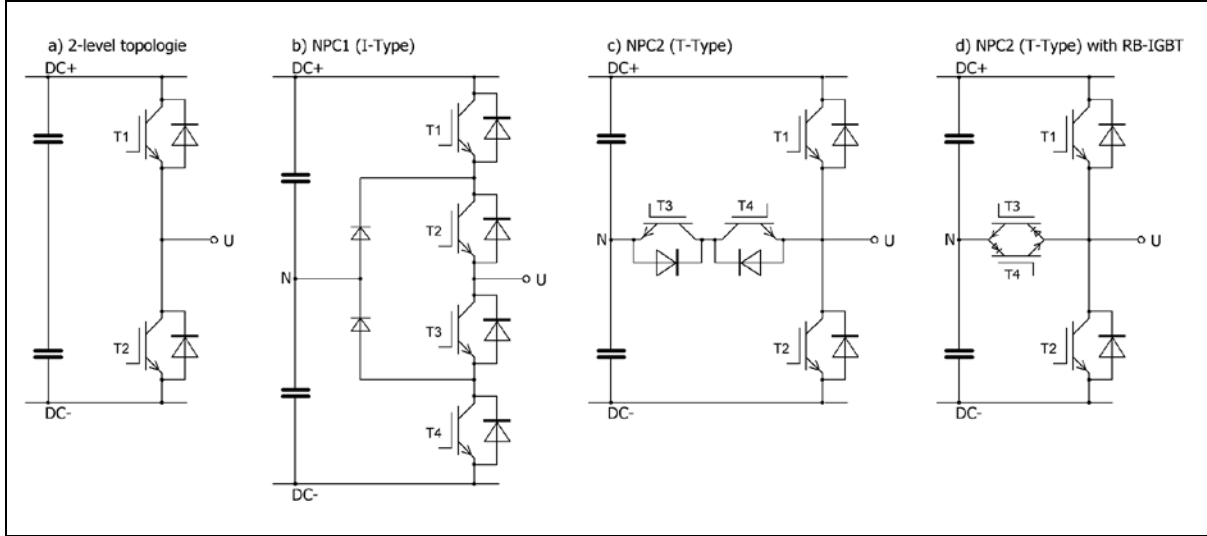 a) 2-level topologie
DC+
T1
U
T2
DC-
b) NPC1 (I-Type)
DC+
T1
T2
N
U
T3
T4
DC-
c) NPC2 (T-Type)
DC+
T1
T3
T4
N
U
T2
DC-
d) NPC2 (T-Type) with RB-IGBT
DC+
T1
T3
N
U
T4
T2
DC-